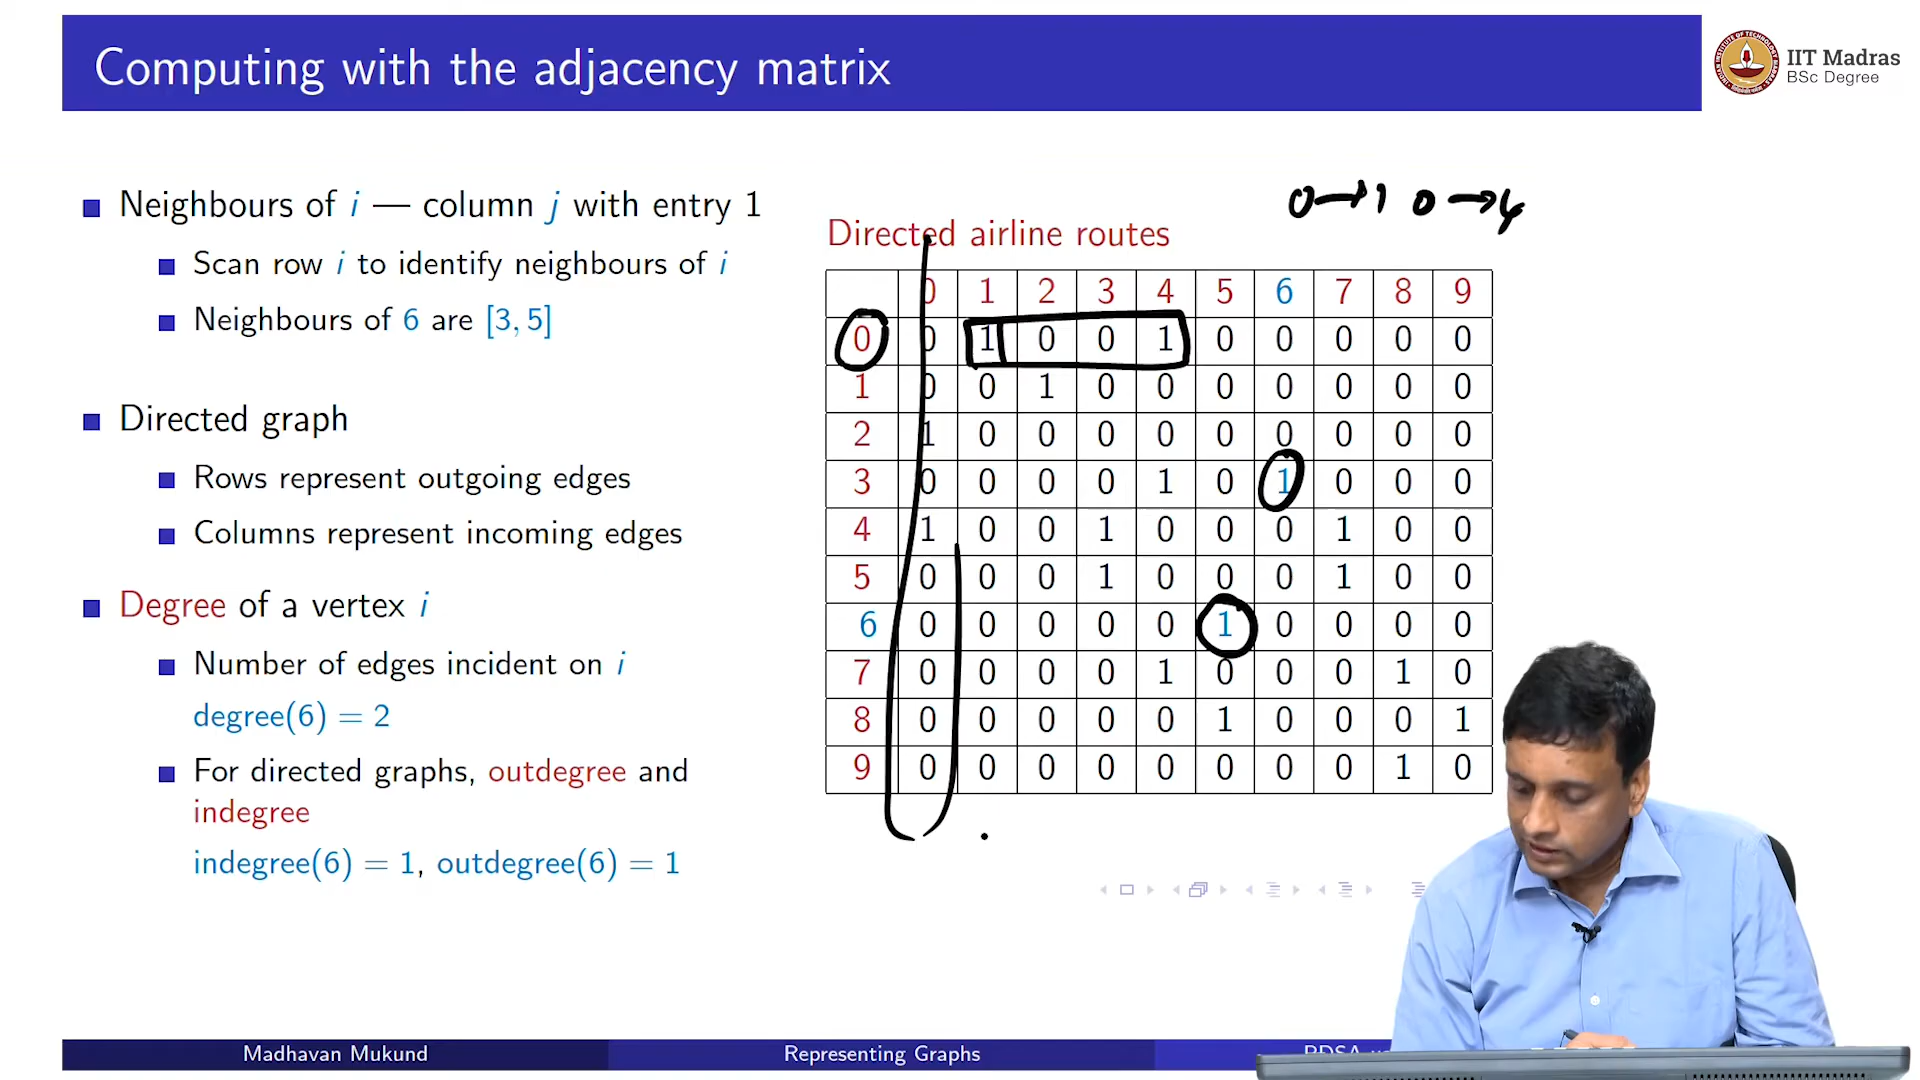 Computing with the adjacency matrix
IIT Madras
BSc Degree
Neighbours of i — column j with entry 1
Scan row i to identify neighbours of i
Neighbours of 6 are [3, 5]
Directed graph
Rows represent outgoing edges
Columns represent incoming edges
Degree of a vertex i
Number of edges incident on i
degree(6) = 2
For directed graphs, outdegree and
indegree
indegree(6) = 1, outdegree(6) = 1
0→1 0→4
Directed airline routes
0 1 2 3 4 5 6 7 8 9
0 0 1 0 0 1 0 0 0 0 0
1 0 0 1 0 0 0 0 0 0 0
2 1 0 0 0 0 0 0 0 0 0
3 0 0 0 0 1 0 1 0 0 0
4 1 0 0 1 0 0 0 1 0 0
5 0 0 0 1 0 0 0 1 0 0
6 0 0 0 0 0 1 0 0 0 0
7 0 0 0 0 1 0 0 0 1 0
8 0 0 0 0 0 1 0 0 0 1
9 0 0 0 0 0 0 0 0 1 0
Madhavan Mukund
Representing Graphs